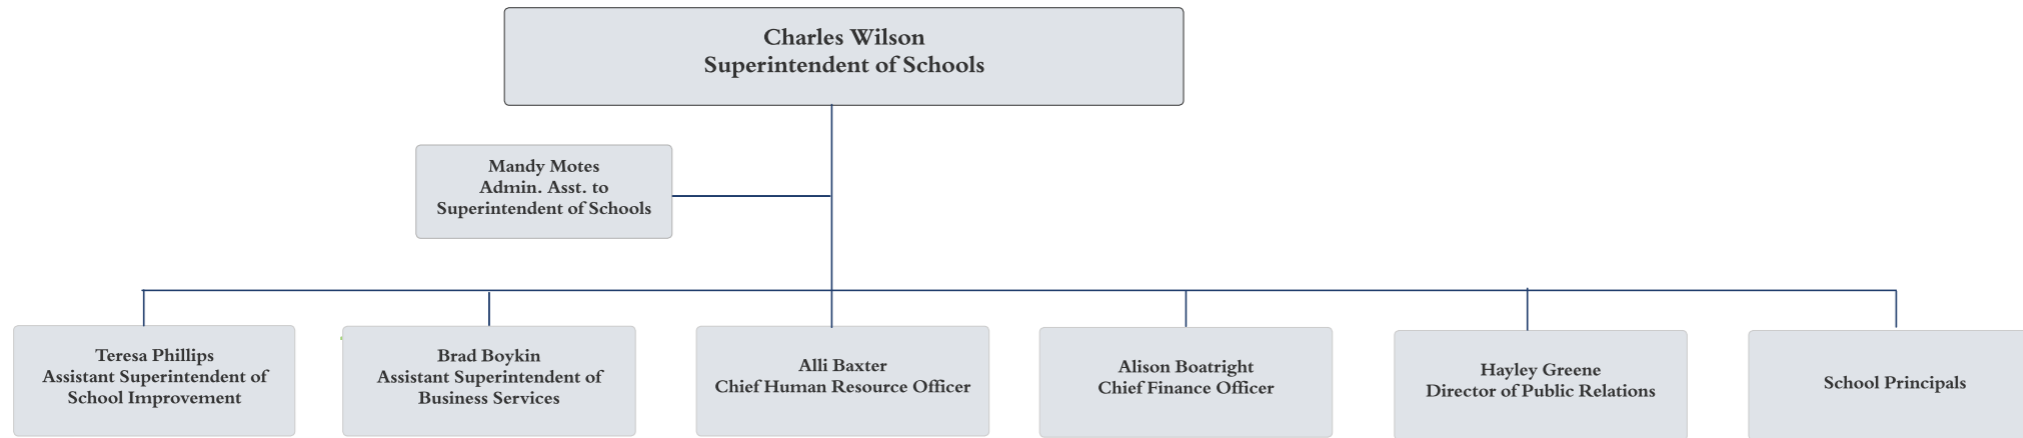 Charles Wilson
Superintendent of Schools
Mandy Motes
Admin. Asst. to
Superintendent of Schools
Teresa Phillips
Assistant Superintendent of
School Improvement
Brad Boykin
Assistant Superintendent of
Business Services
Alli Baxter
Chief Human Resource Officer
Alison Boatright
Chief Finance Officer
Hayley Greene
Director of Public Relations
School Principals